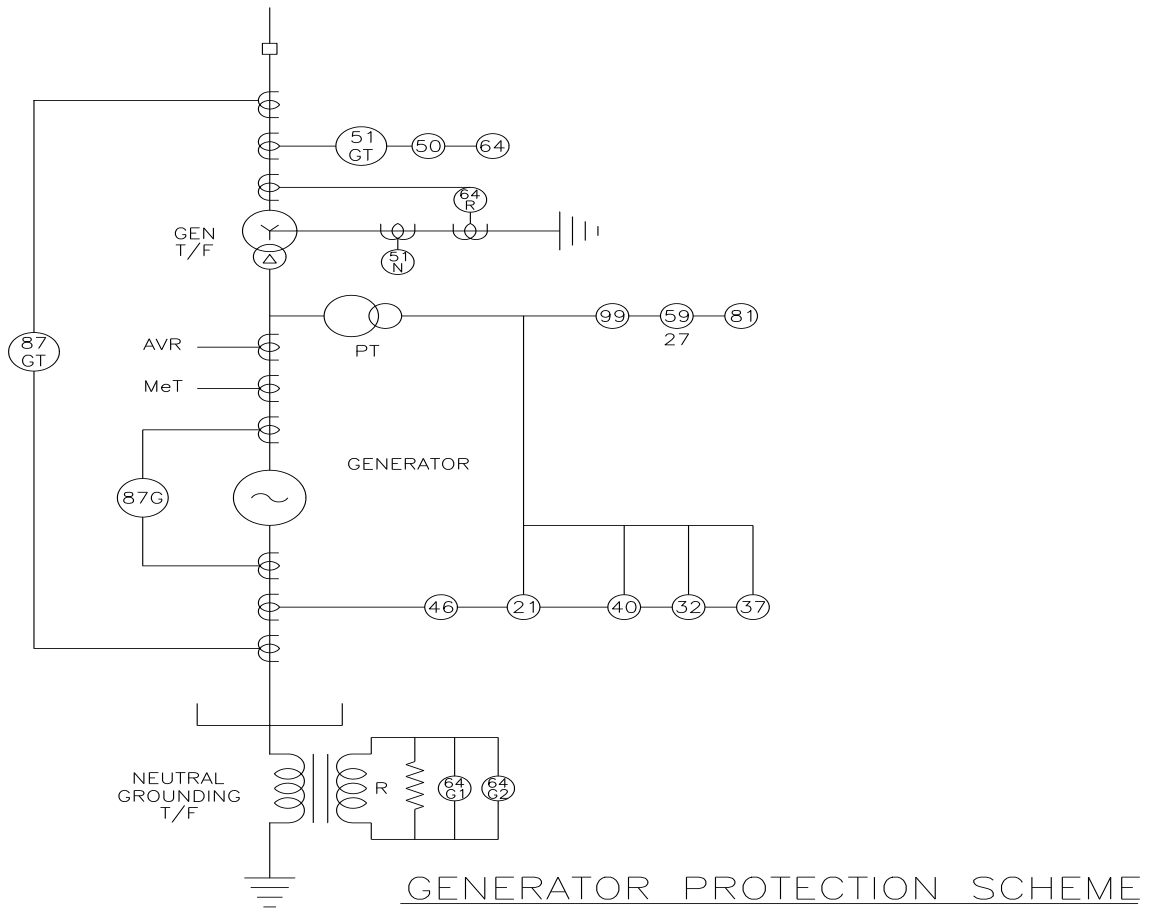 51
GT
50
64
64
R
GEN
T/F
51
N
99
59
81
27
87
GT
AVR
PT
MeT
GENERATOR
87G
46
21
40
32
37
NEUTRAL
GROUNDING
T/F
R
64
G1
64
G2
GENERATOR PROTECTION SCHEME